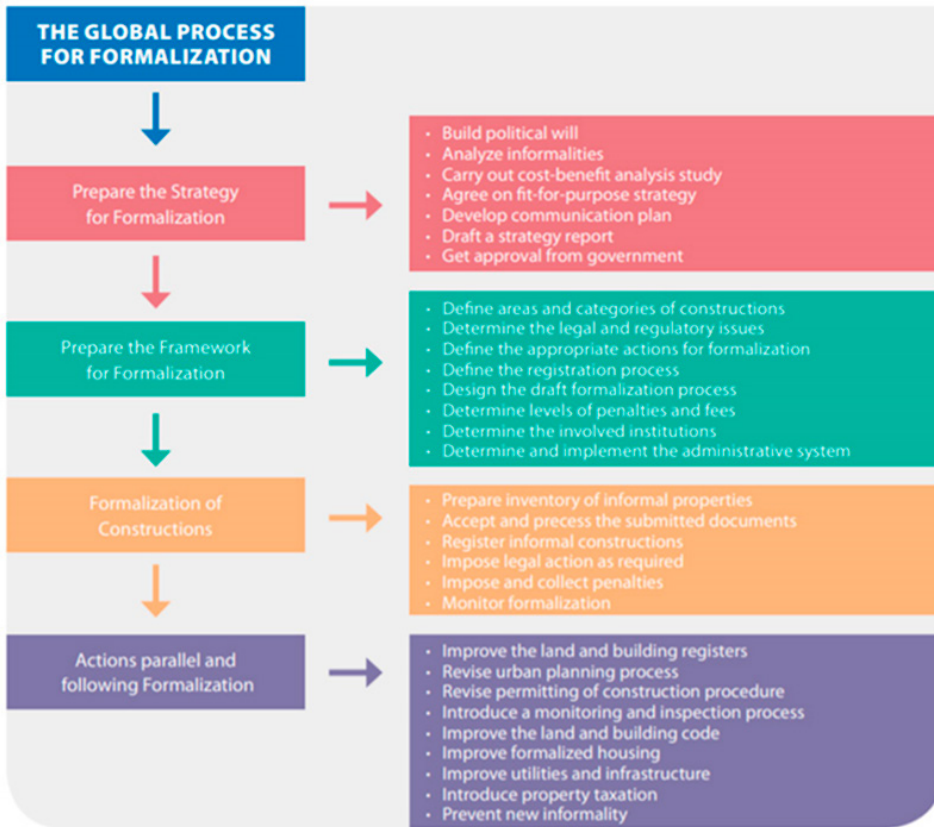 THE GLOBAL PROCESS
FOR FORMALIZATION
Prepare the Strategy
for Formalization
• Build political will
• Analyze informalities
• Carry out cost-benefit analysis study
• Agree on fit-for-purpose strategy
• Develop communication plan
• Draft a strategy report
• Get approval from government
Prepare the Framework
for Formalization
• Define areas and categories of constructions
• Determine the legal and regulatory issues
• Define the appropriate actions for formalization
• Define the registration process
• Design the draft formalization process
• Determine levels of penalties and fees
• Determine the involved institutions
• Determine and implement the administrative system
Formalization of
Constructions
• Prepare inventory of informal properties
• Accept and precess the submitted documents
• Register informal constructions
• Impose legal action as required
• Impose and collect penalties
• Monitor formalization
Actions parallel and
following Formalization
• Improve the land and building registers
• Revise urban planning process
• Revise permitting of construction procedure
• Introduce a monitoring and inspection process
• Improve the land and building code
• Improve formalized housing
• Improve utilities and infrastructure
• Introduce property taxation
• Prevent new informality